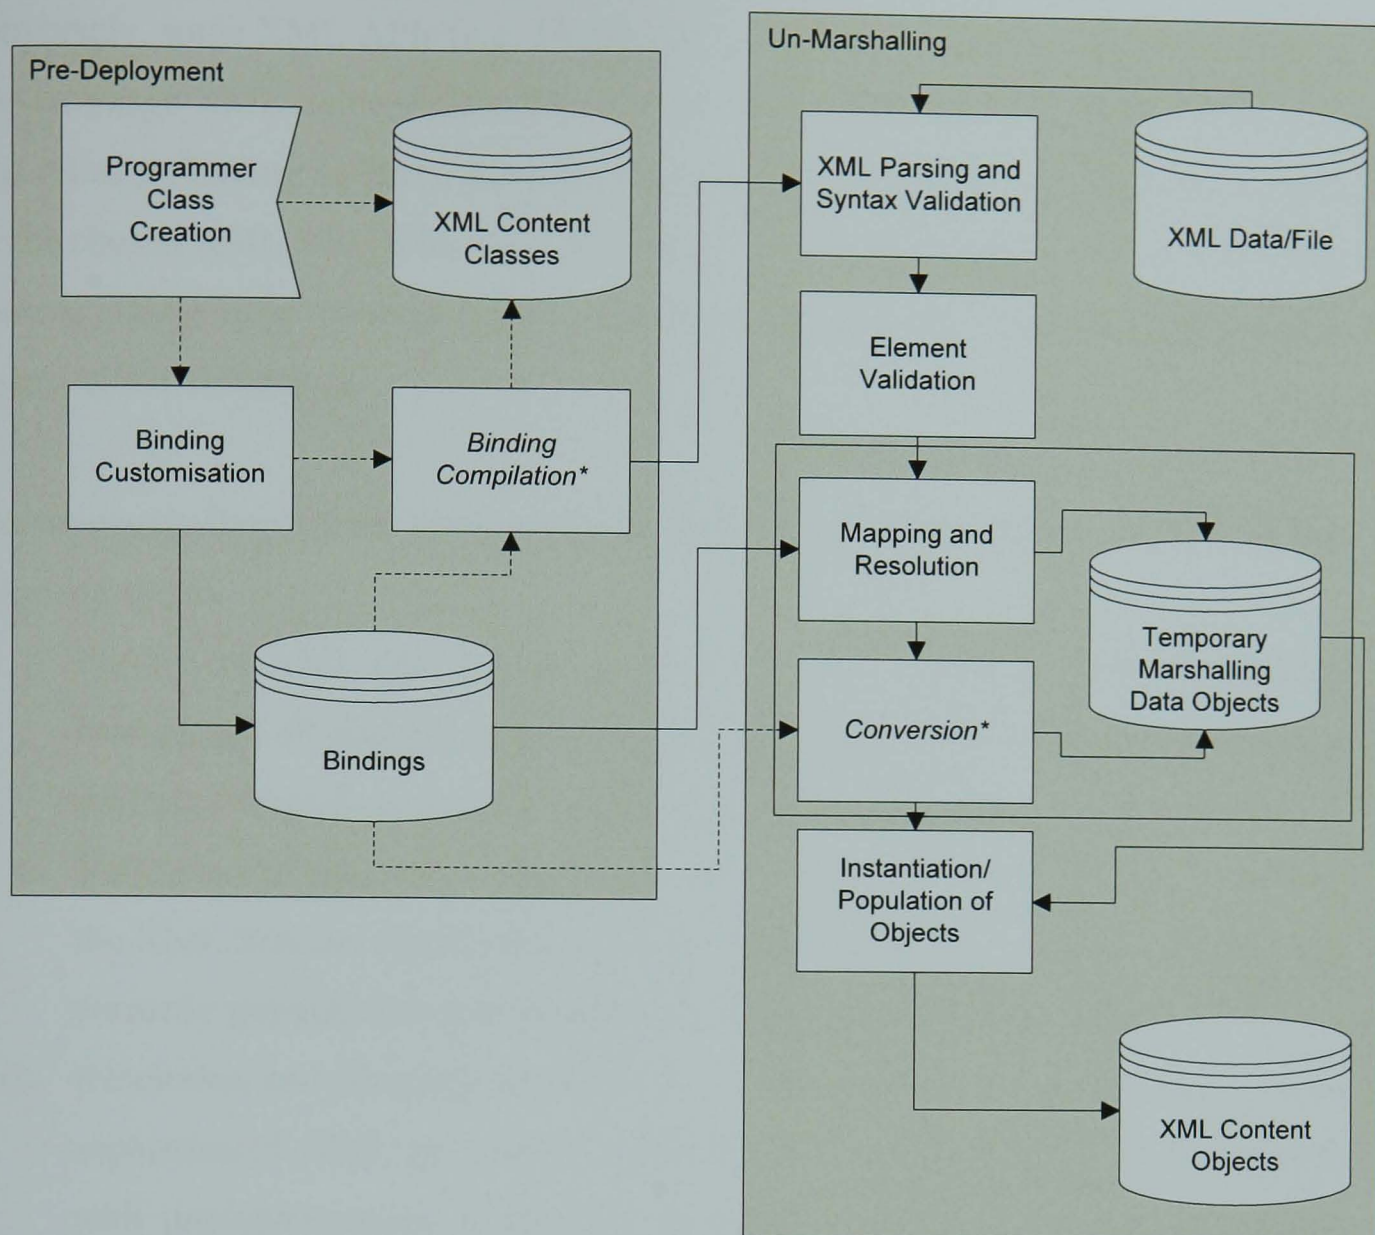 Pre-Deployment
Programmer
Class
Creation
XML Content
Classes
Binding
Customisation
Binding
Compilation*
Bindings
Un-Marshalling
XML Parsing and
Syntax Validation
XML Data/File
Element
Validation
Mapping and
Resolution
Temporary
Marshalling
Data Objects
Conversion*
Instantiation/
Population of
Objects
XML Content
Objects